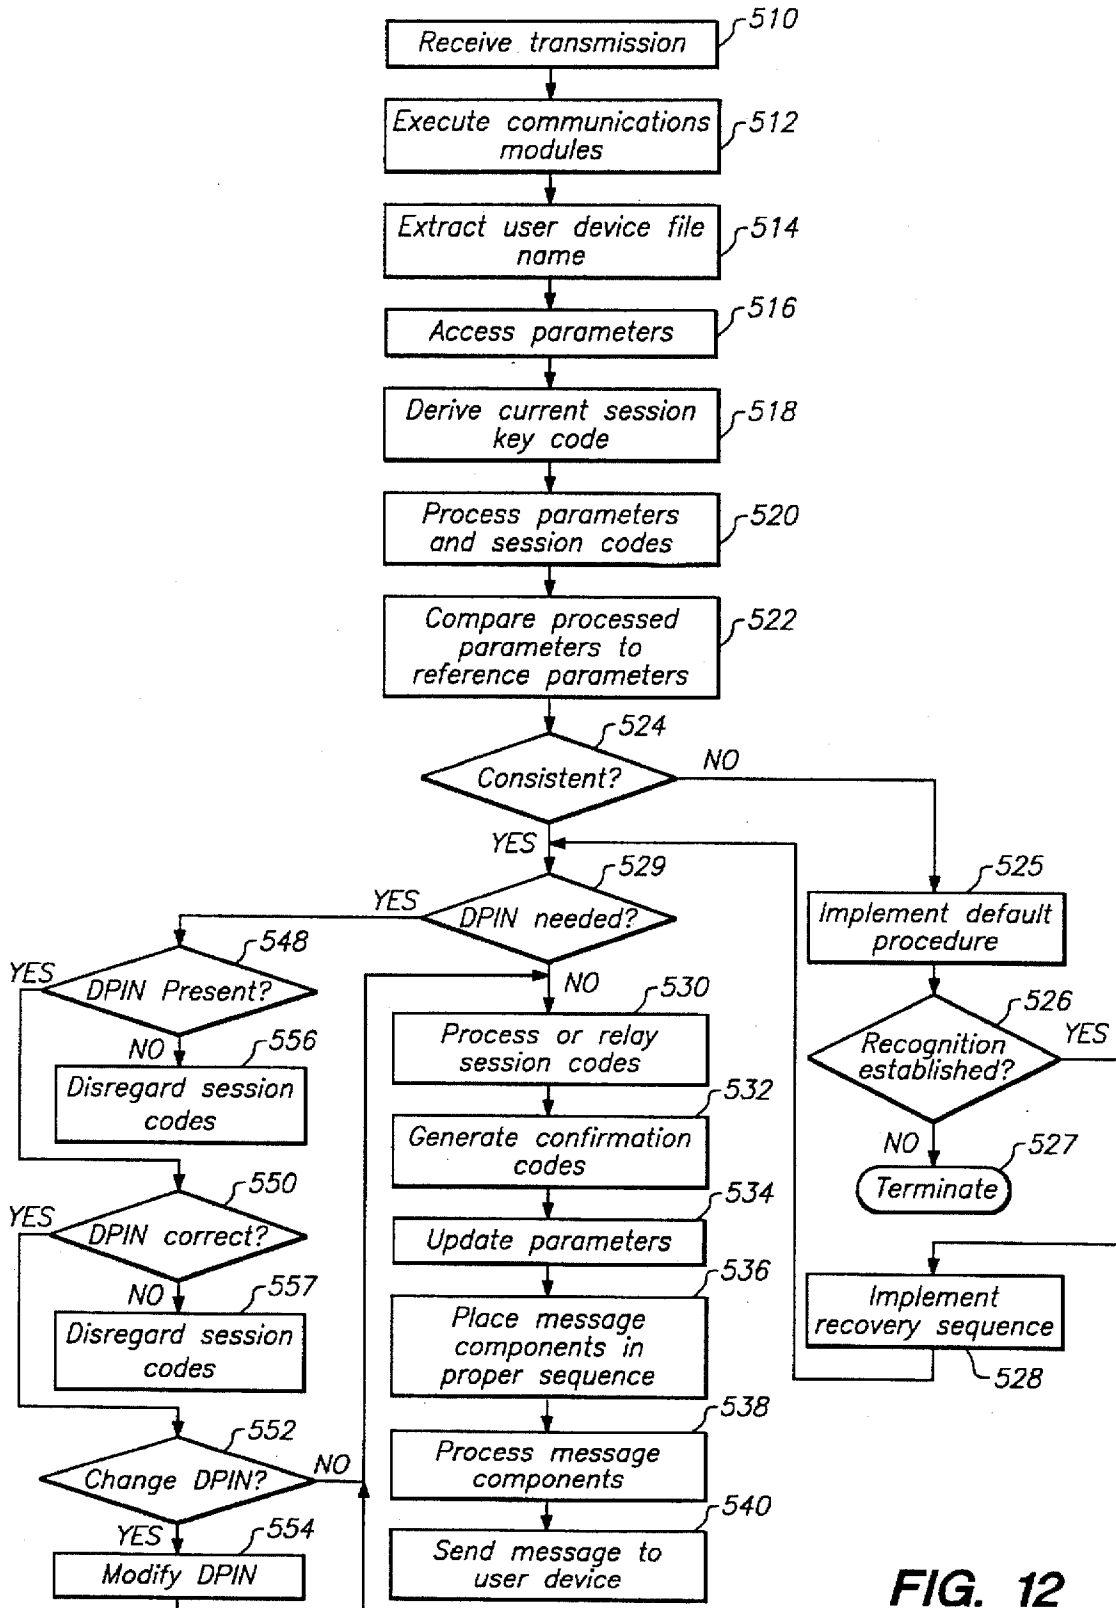 510
Receive transmission
Execute communications
modules
512
Extract user device file
name
514
516
Access parameters
Derive current session
key code
518
Process parameters
and session codes
520
Compare processed
parameters to
reference parameters
522
524
Consistent?
NO
YES
529
DPIN needed?
YES
NO
525
Implement default
procedure
526
Recognition
established?
YES
NO
527
Terminate
Implement
recovery sequence
528
548
DPIN Present?
YES
NO
556
Disregard session
codes
550
DPIN correct?
YES
NO
557
Disregard session
codes
552
Change DPIN?
NO
YES
554
Modify DPIN
530
Process or relay
session codes
532
Generate confirmation
codes
534
Update parameters
536
Place message
components in
proper sequence
538
Process message
components
540
Send message to
user device
FIG. 12